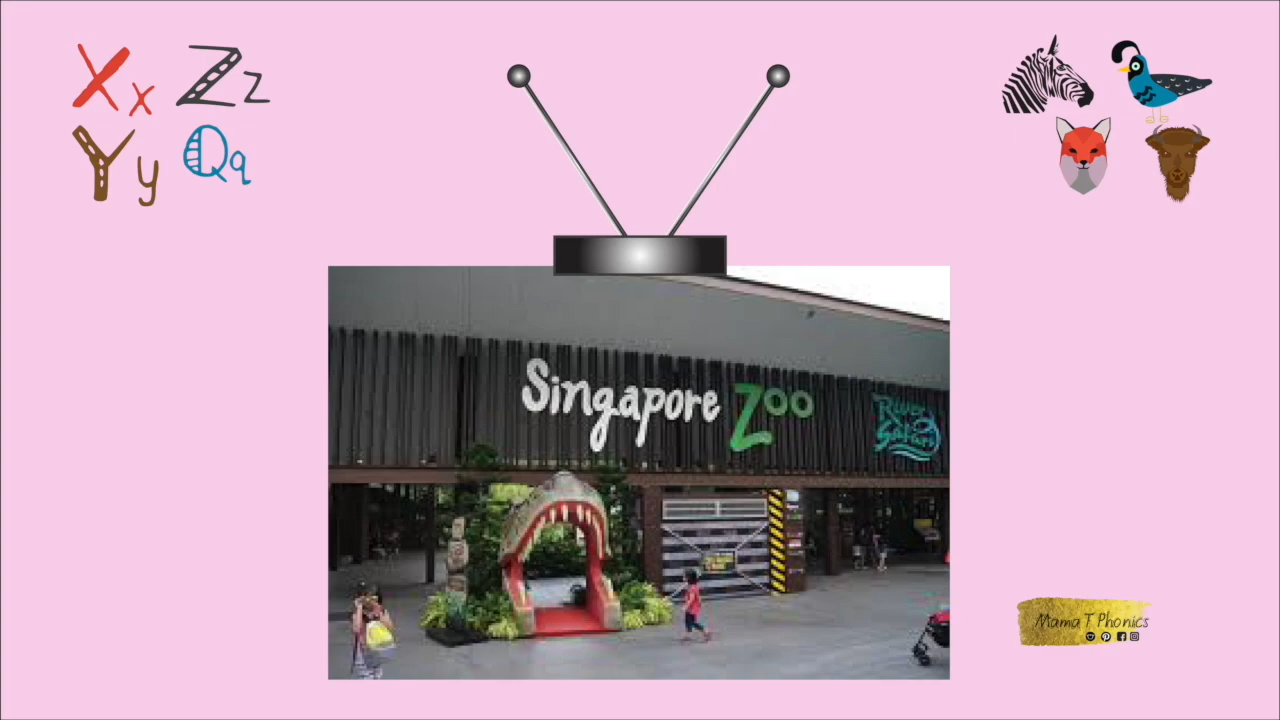 Xx Zz
Yy Qq
Singapore Zoo
River
Safari
Mama T Phonics